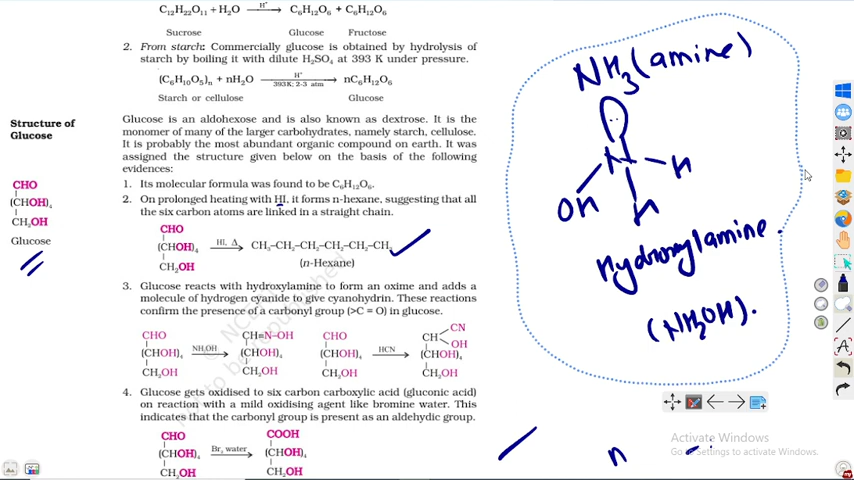 C₁₂H₂₂O₁₁ + H₂O —H⁺→ C₆H₁₂O₆ + C₆H₁₂O₆
Sucrose Glucose Fructose
2. From starch: Commercially glucose is obtained by hydrolysis of
starch by boiling it with dilute H₂SO₄ at 393 K under pressure.
(C₆H₁₀O₅)ₙ + nH₂O —H⁺ 393K; 2-3 atm→ nC₆H₁₂O₆
Starch or cellulose Glucose
Structure of
Glucose
Glucose is an aldohexose and is also known as dextrose. It is the
monomer of many of the larger carbohydrates, namely starch, cellulose.
It is probably the most abundant organic compound on earth. It was
assigned the structure given below on the basis of the following
evidences:
1. Its molecular formula was found to be C₆H₁₂O₆.
2. On prolonged heating with HI, it forms n-hexane, suggesting that all
the six carbon atoms are linked in a straight chain.
CHO
(CHOH)₄
CH₂OH
Glucose
CHO
(CHOH)₄ —HI, Δ→ CH₃–CH₂–CH₂–CH₂–CH₂–CH₃
CH₂OH (n-Hexane)
3. Glucose reacts with hydroxylamine to form an oxime and adds a
molecule of hydrogen cyanide to give cyanohydrin. These reactions
confirm the presence of a carbonyl group (>C = O) in glucose.
CHO CH=N–OH CHO CH CN OH
(CHOH)₄ —NH₂OH→ (CHOH)₄ (CHOH)₄ —HCN→ (CHOH)₄
CH₂OH CH₂OH CH₂OH CH₂OH
4. Glucose gets oxidised to six carbon carboxylic acid (gluconic acid)
on reaction with a mild oxidising agent like bromine water. This
indicates that the carbonyl group is present as an aldehydic group.
CHO COOH
(CHOH)₄ —Br₂ water→ (CHOH)₄
CH₂OH CH₂OH
NH₃ (amine)
N H
OH H
Hydroxylamine.
(NH₂OH).
n
Activate Windows
Go to Settings to activate Windows.